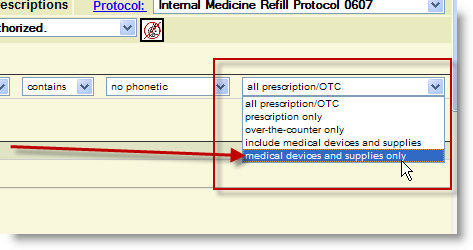 escriptions Protocol: Internal Medicine Refill Protocol 0607
horized.
contains no phonetic all prescription/OTC
all prescription/OTC
prescription only
over-the-counter only
include medical devices and supplies
medical devices and supplies only